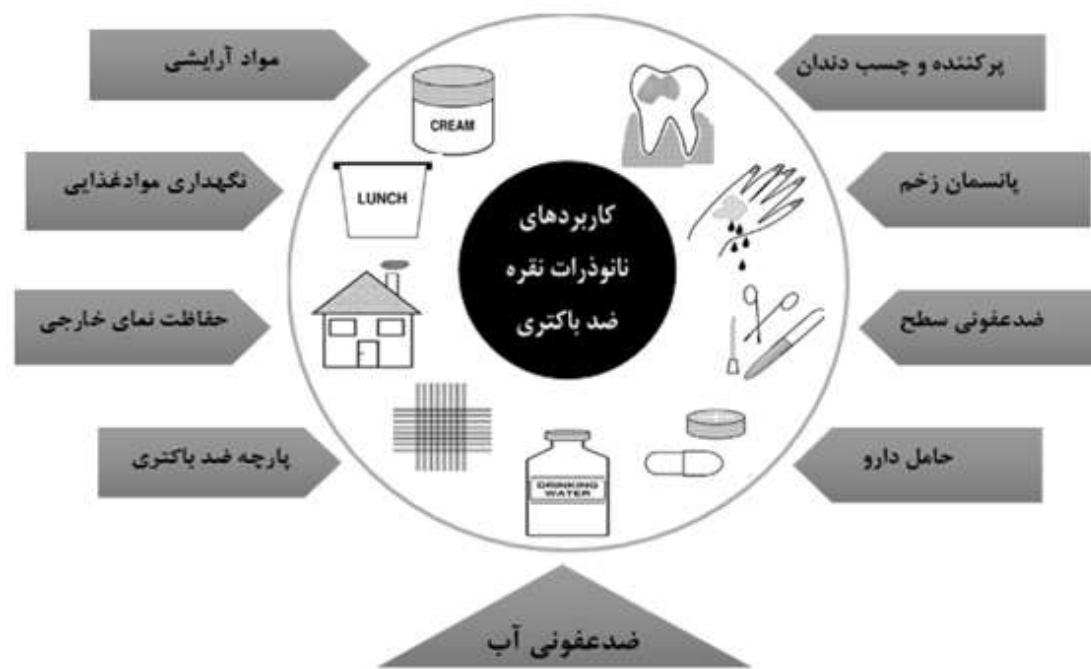 پرکننده و چسب دندان
مواد آرایشی
CREAM
پانسمان زخم
نگهداری موادغذایی
LUNCH
کاربردهای
نانوذرات نقره
ضد باکتری
ضدعفونی سطح
حفاظت نمای خارجی
حامل دارو
پارچه ضد باکتری
DRINKING
WATER
ضدعفونی آب